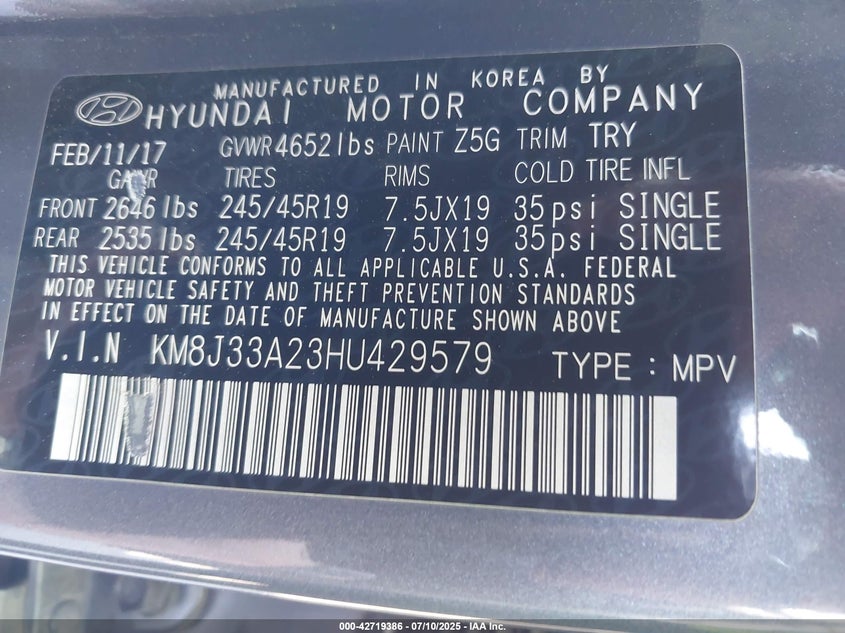 MANUFACTURED IN KOREA BY
HYUNDAI MOTOR COMPANY
FEB/11/17 GVWR 4652 lbs PAINT Z5G TRIM TRY
GAWR TIRES RIMS COLD TIRE INFL
FRONT 2646 lbs 245/45R19 7.5JX19 35psi SINGLE
REAR 2535 lbs 245/45R19 7.5JX19 35psi SINGLE
THIS VEHICLE CONFORMS TO ALL APPLICABLE U.S.A. FEDERAL
MOTOR VEHICLE SAFETY AND THEFT PREVENTION STANDARDS
IN EFFECT ON THE DATE OF MANUFACTURE SHOWN ABOVE
V.I.N KM8J33A23HU429579 TYPE : MPV
000-42719386 - 07/10/2025 - IAA Inc.